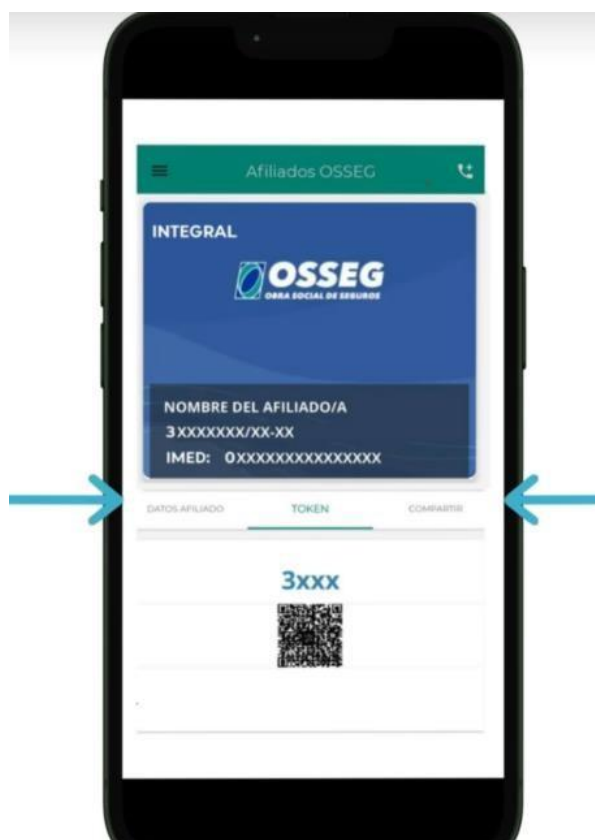 Afiliados OSSEG
INTEGRAL
OSSEG
OBRA SOCIAL DE SEGUROS
NOMBRE DEL AFILIADO/A
3XXXXXXX/XX-XX
IMED: 0XXXXXXXXXXXXXXX
DATOS AFILIADO TOKEN COMPARTIR
3xxx